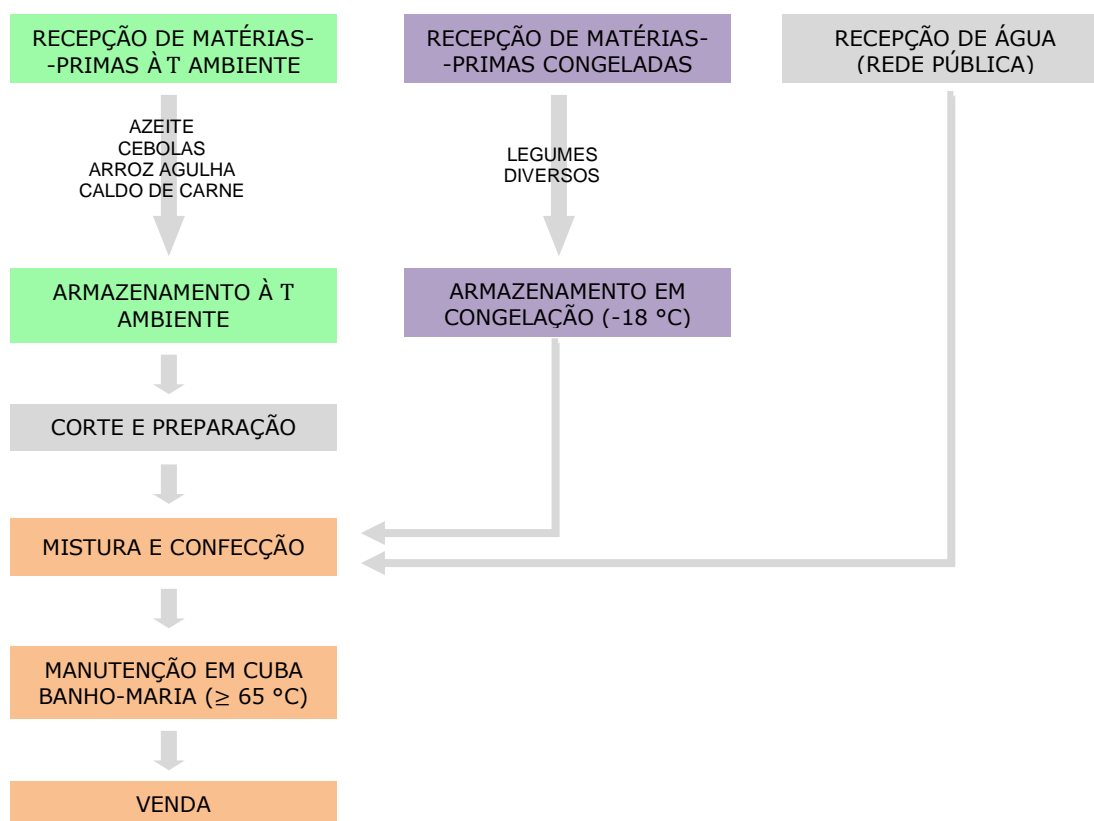 RECEPÇÃO DE MATÉRIAS-
-PRIMAS À T AMBIENTE
RECEPÇÃO DE MATÉRIAS-
-PRIMAS CONGELADAS
RECEPÇÃO DE ÁGUA
(REDE PÚBLICA)
AZEITE
CEBOLAS
ARROZ AGULHA
CALDO DE CARNE
LEGUMES
DIVERSOS
ARMAZENAMENTO À T
AMBIENTE
ARMAZENAMENTO EM
CONGELAÇÃO (-18 °C)
CORTE E PREPARAÇÃO
MISTURA E CONFECÇÃO
MANUTENÇÃO EM CUBA
BANHO-MARIA (≥ 65 °C)
VENDA